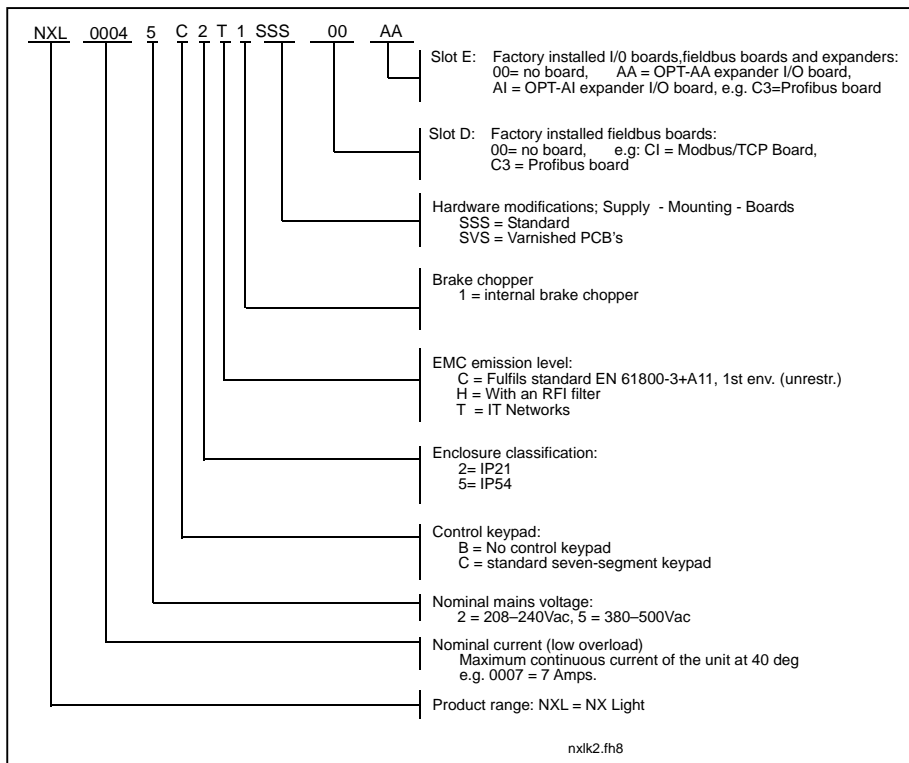 NXL 0004 5 C 2 T 1 SSS 00 AA
Slot E: Factory installed I/0 boards,fieldbus boards and expanders:
00= no board, AA = OPT-AA expander I/O board,
AI = OPT-AI expander I/O board, e.g. C3=Profibus board
Slot D: Factory installed fieldbus boards:
00= no board, e.g: CI = Modbus/TCP Board,
C3 = Profibus board
Hardware modifications; Supply - Mounting - Boards
SSS = Standard
SVS = Varnished PCB's
Brake chopper
1 = internal brake chopper
EMC emission level:
C = Fulfils standard EN 61800-3+A11, 1st env. (unrestr.)
H = With an RFI filter
T = IT Networks
Enclosure classification:
2= IP21
5= IP54
Control keypad:
B = No control keypad
C = standard seven-segment keypad
Nominal mains voltage:
2 = 208–240Vac, 5 = 380–500Vac
Nominal current (low overload)
Maximum continuous current of the unit at 40 deg
e.g. 0007 = 7 Amps.
Product range: NXL = NX Light
nxlk2.fh8